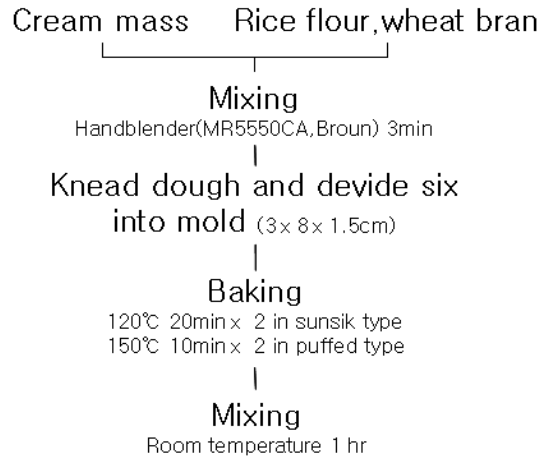 Cream mass Rice flour,wheat bran
Mixing
Handblender(MR5550CA,Broun) 3min
Knead dough and devide six
into mold (3x 8x 1.5cm)
Baking
120℃ 20min x 2 in sunsik type
150℃ 10min x 2 in puffed type
Mixing
Room temperature 1 hr